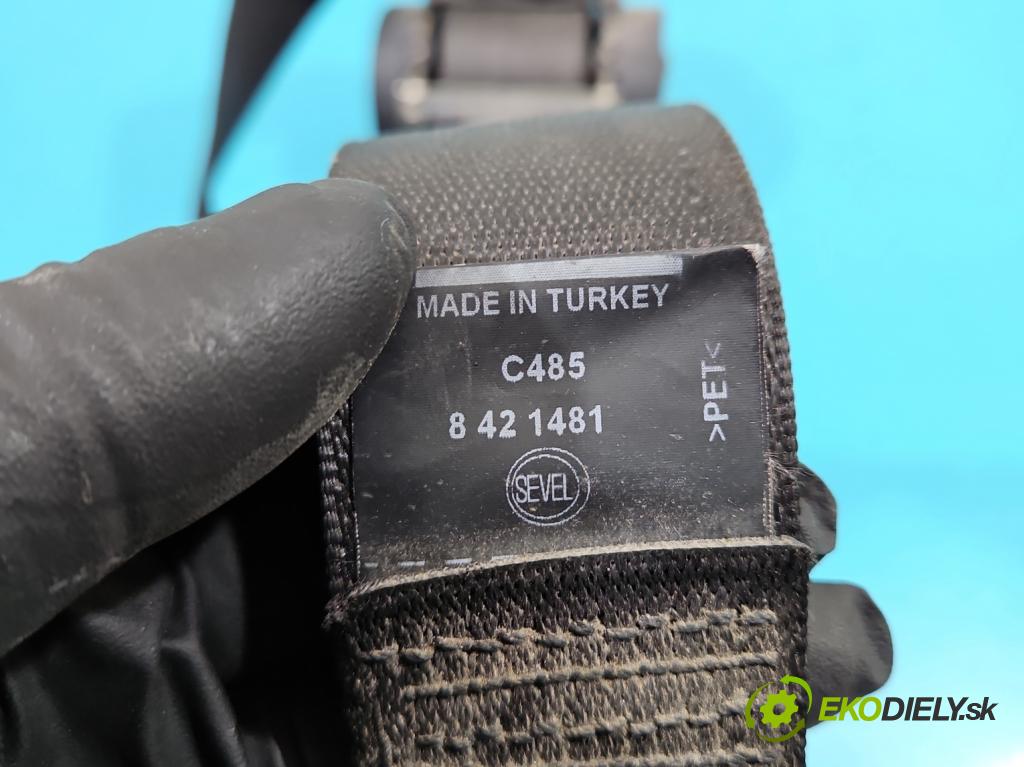 MADE IN TURKEY
C485
8 42 1481
SEVEL
>PET<
EKODIELY.sk